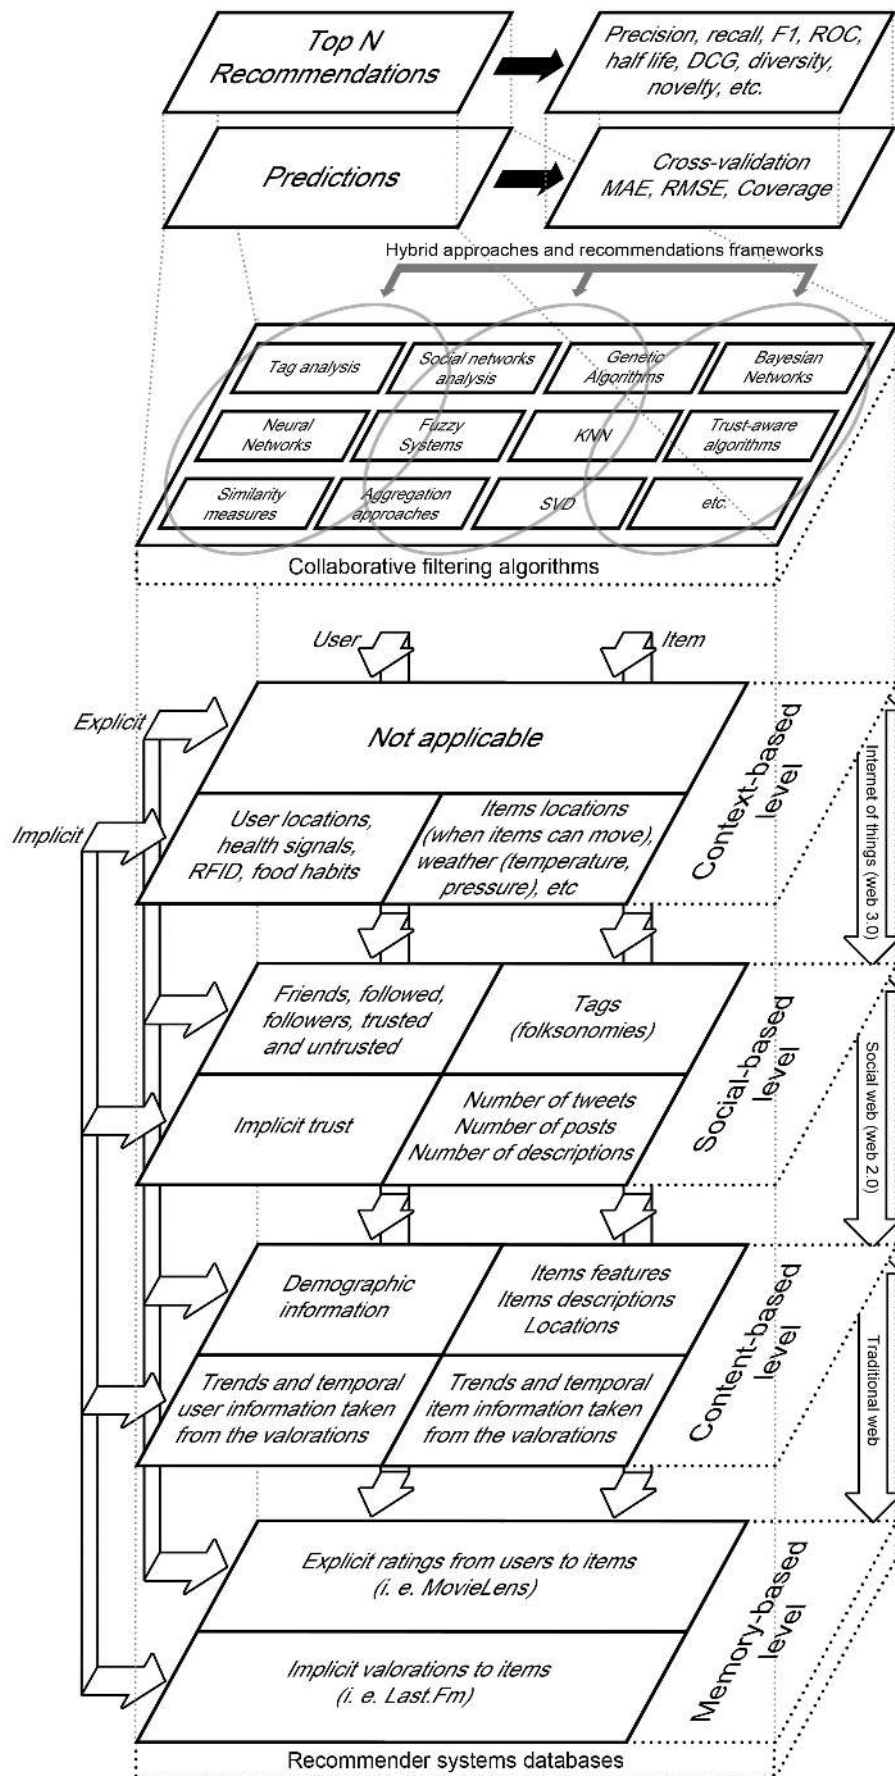 Top N
Recommendations
Precision, recall, F1, ROC,
half life, DCG, diversity,
novelty, etc.
Predictions
Cross-validation
MAE, RMSE, Coverage
Hybrid approaches and recommendations frameworks
Tag analysis
Social networks
analysis
Genetic
Algorithms
Bayesian
Networks
Neural
Networks
Fuzzy
Systems
KNN
Trust-aware
algorithms
Similarity
measures
Aggregation
approaches
SVD
etc.
Collaborative filtering algorithms
User
Item
Explicit
Implicit
Not applicable
User locations,
health signals,
RFID, food habits
Items locations
(when items can move),
weather (temperature,
pressure), etc
Context-based
level
Internet of things (web 3.0)
Friends, followed,
followers, trusted
and untrusted
Tags
(folksonomies)
Implicit trust
Number of tweets
Number of posts
Number of descriptions
Social-based
level
Social web (web 2.0)
Demographic
information
Items features
Items descriptions
Locations
Trends and temporal
user information taken
from the valorations
Trends and temporal
item information taken
from the valorations
Content-based
level
Traditional web
Explicit ratings from users to items
(i. e. MovieLens)
Implicit valorations to items
(i. e. Last.Fm)
Memory-based
level
Recommender systems databases